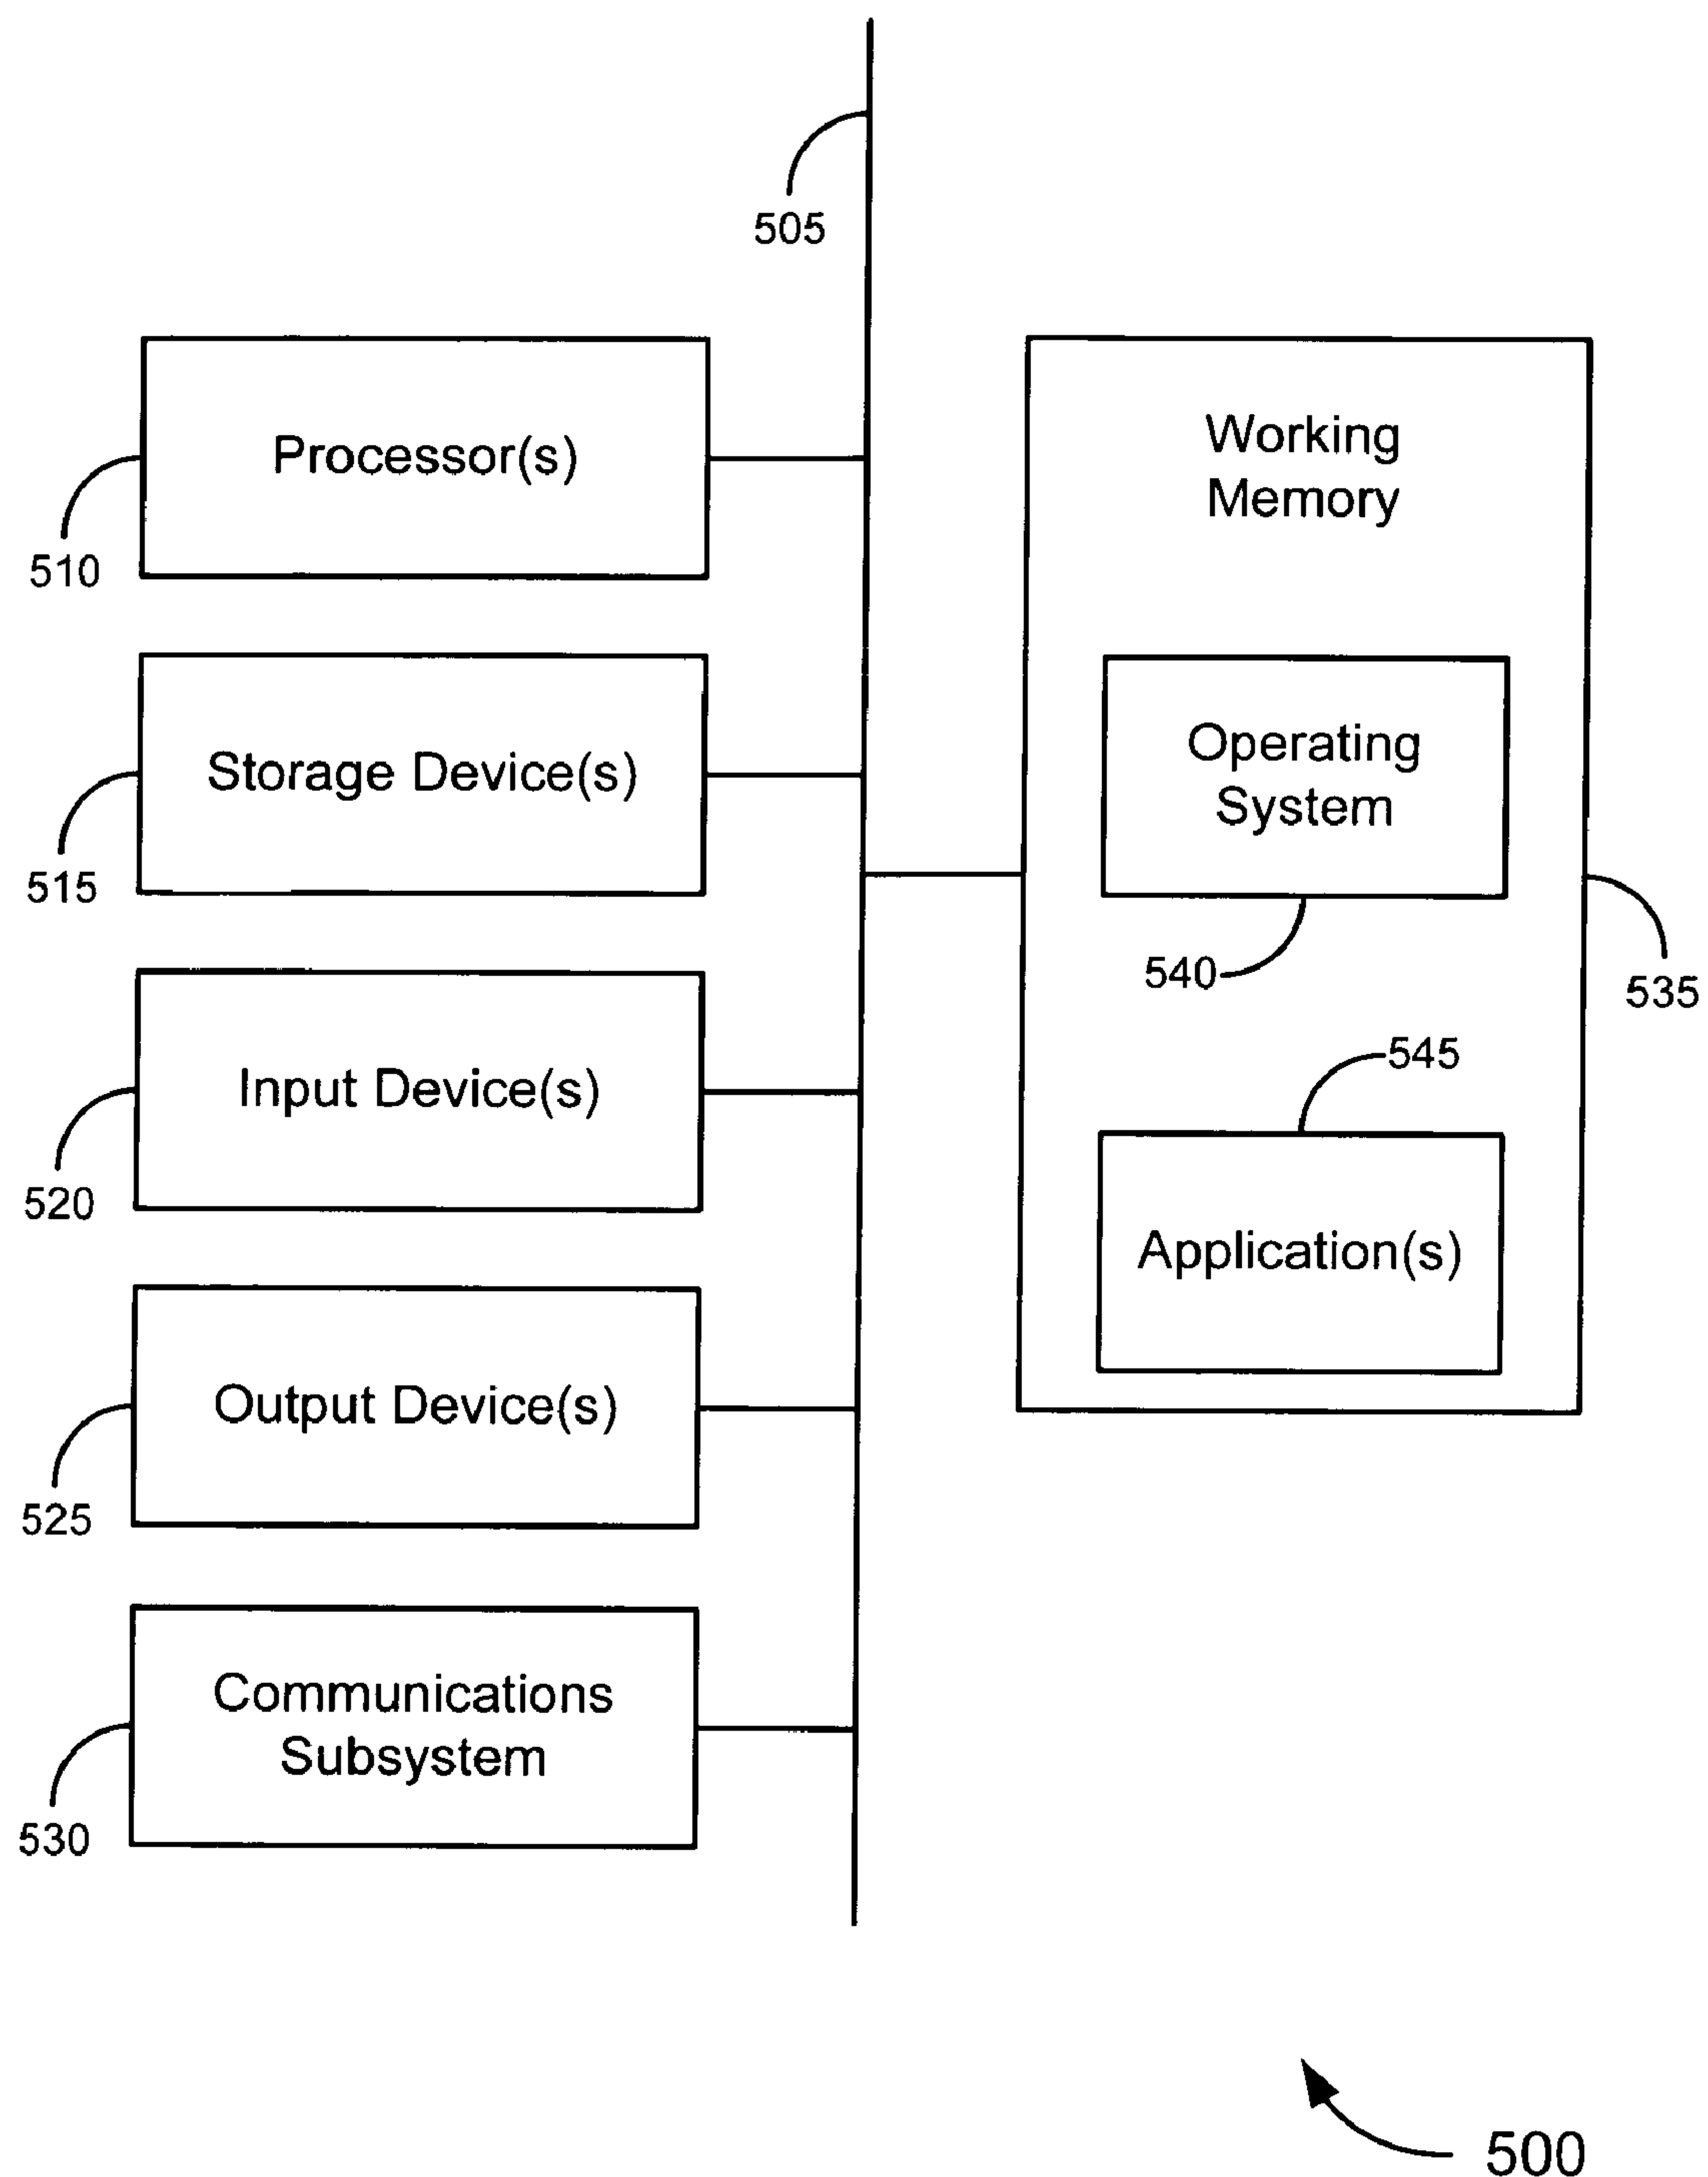 505
Processor(s)
510
Storage Device(s)
515
Input Device(s)
520
Output Device(s)
525
Communications
Subsystem
530
Working
Memory
Operating
System
540
535
545
Application(s)
500